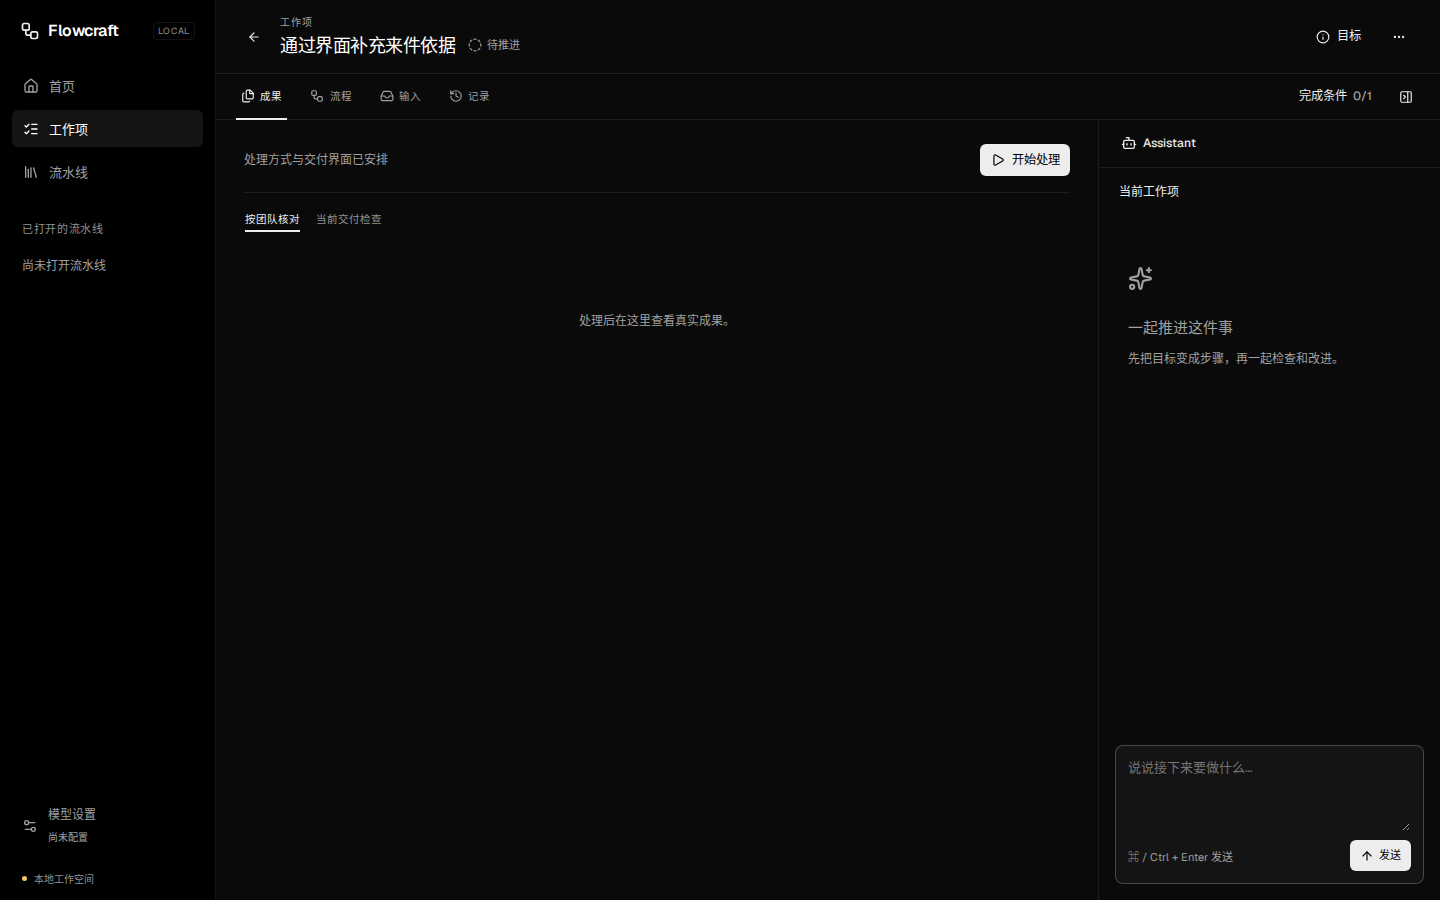 Flowcraft
LOCAL
首页
工作项
流水线
已打开的流水线
尚未打开流水线
模型设置
尚未配置
本地工作空间
工作项
通过界面补充来件依据
待推进
目标
成果
流程
输入
记录
完成条件 0/1
处理方式与交付界面已安排
开始处理
按团队核对
当前交付检查
处理后在这里查看真实成果。
Assistant
当前工作项
一起推进这件事
先把目标变成步骤，再一起检查和改进。
说说接下来要做什么...
⌘ / Ctrl + Enter 发送
发送